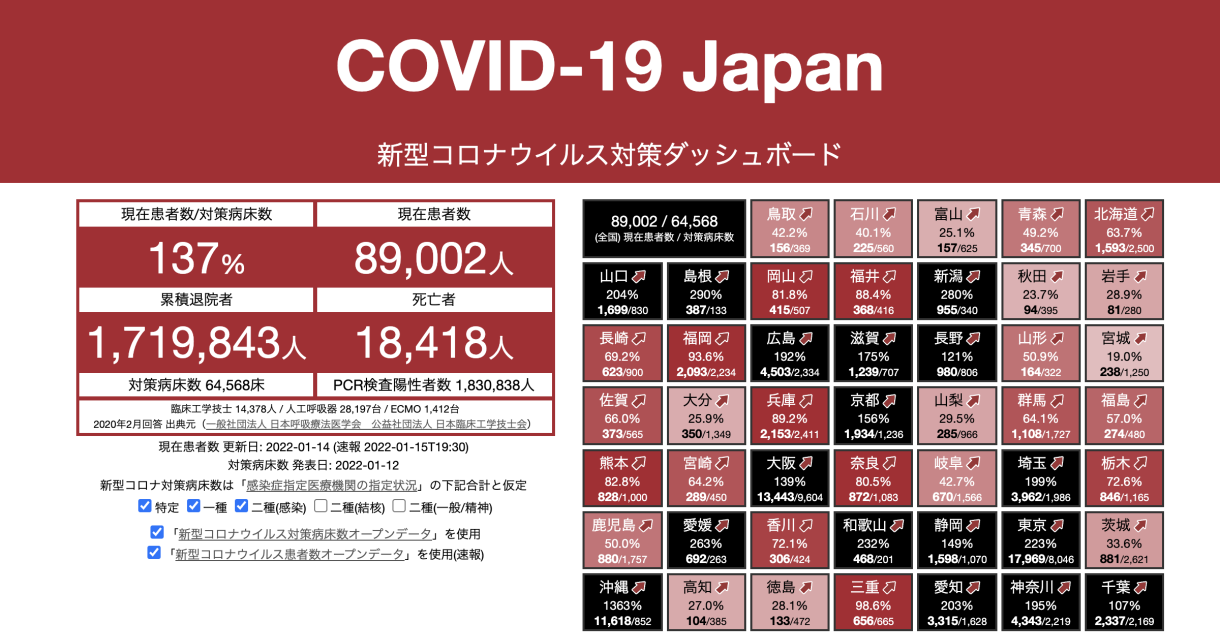 COVID-19 Japan
新型コロナウイルス対策ダッシュボード
現在患者数/対策病床数
現在患者数
137%
89,002人
累積退院者
死亡者
1,719,843人
18,418人
対策病床数 64,568床
PCR検査陽性者数 1,830,838人
臨床工学技士 14,378人 / 人工呼吸器 28,197台 / ECMO 1,412台
2020年2月回答 出典元（一般社団法人 日本呼吸療法医学会　公益社団法人 日本臨床工学技士会）
現在患者数 更新日: 2022-01-14 (速報 2022-01-15T19:30)
対策病床数 発表日: 2022-01-12
新型コロナ対策病床数は「感染症指定医療機関の指定状況」の下記合計と仮定
特定 一種 二種(感染) 二種(結核) 二種(一般/精神)
「新型コロナウイルス対策病床数オープンデータ」を使用
「新型コロナウイルス患者数オープンデータ」を使用(速報)
89,002 / 64,568
(全国) 現在患者数 / 対策病床数
鳥取
42.2%
156/369
石川
40.1%
225/560
富山
25.1%
157/625
青森
49.2%
345/700
北海道
63.7%
1,593/2,500
山口
204%
1,699/830
島根
290%
387/133
岡山
81.8%
415/507
福井
88.4%
368/416
新潟
280%
955/340
秋田
23.7%
94/395
岩手
28.9%
81/280
長崎
69.2%
623/900
福岡
93.6%
2,093/2,234
広島
192%
4,503/2,334
滋賀
175%
1,239/707
長野
121%
980/806
山形
50.9%
164/322
宮城
19.0%
238/1,250
佐賀
66.0%
373/565
大分
25.9%
350/1,349
兵庫
89.2%
2,153/2,411
京都
156%
1,934/1,236
山梨
29.5%
285/966
群馬
64.1%
1,108/1,727
福島
57.0%
274/480
熊本
82.8%
828/1,000
宮崎
64.2%
289/450
大阪
139%
13,443/9,604
奈良
80.5%
872/1,083
岐阜
42.7%
670/1,566
埼玉
199%
3,962/1,986
栃木
72.6%
846/1,165
鹿児島
50.0%
880/1,757
愛媛
263%
692/263
香川
72.1%
306/424
和歌山
232%
468/201
静岡
149%
1,598/1,070
東京
223%
17,969/8,046
茨城
33.6%
881/2,621
沖縄
1363%
11,618/852
高知
27.0%
104/385
徳島
28.1%
133/472
三重
98.6%
656/665
愛知
203%
3,315/1,628
神奈川
195%
4,343/2,219
千葉
107%
2,337/2,169